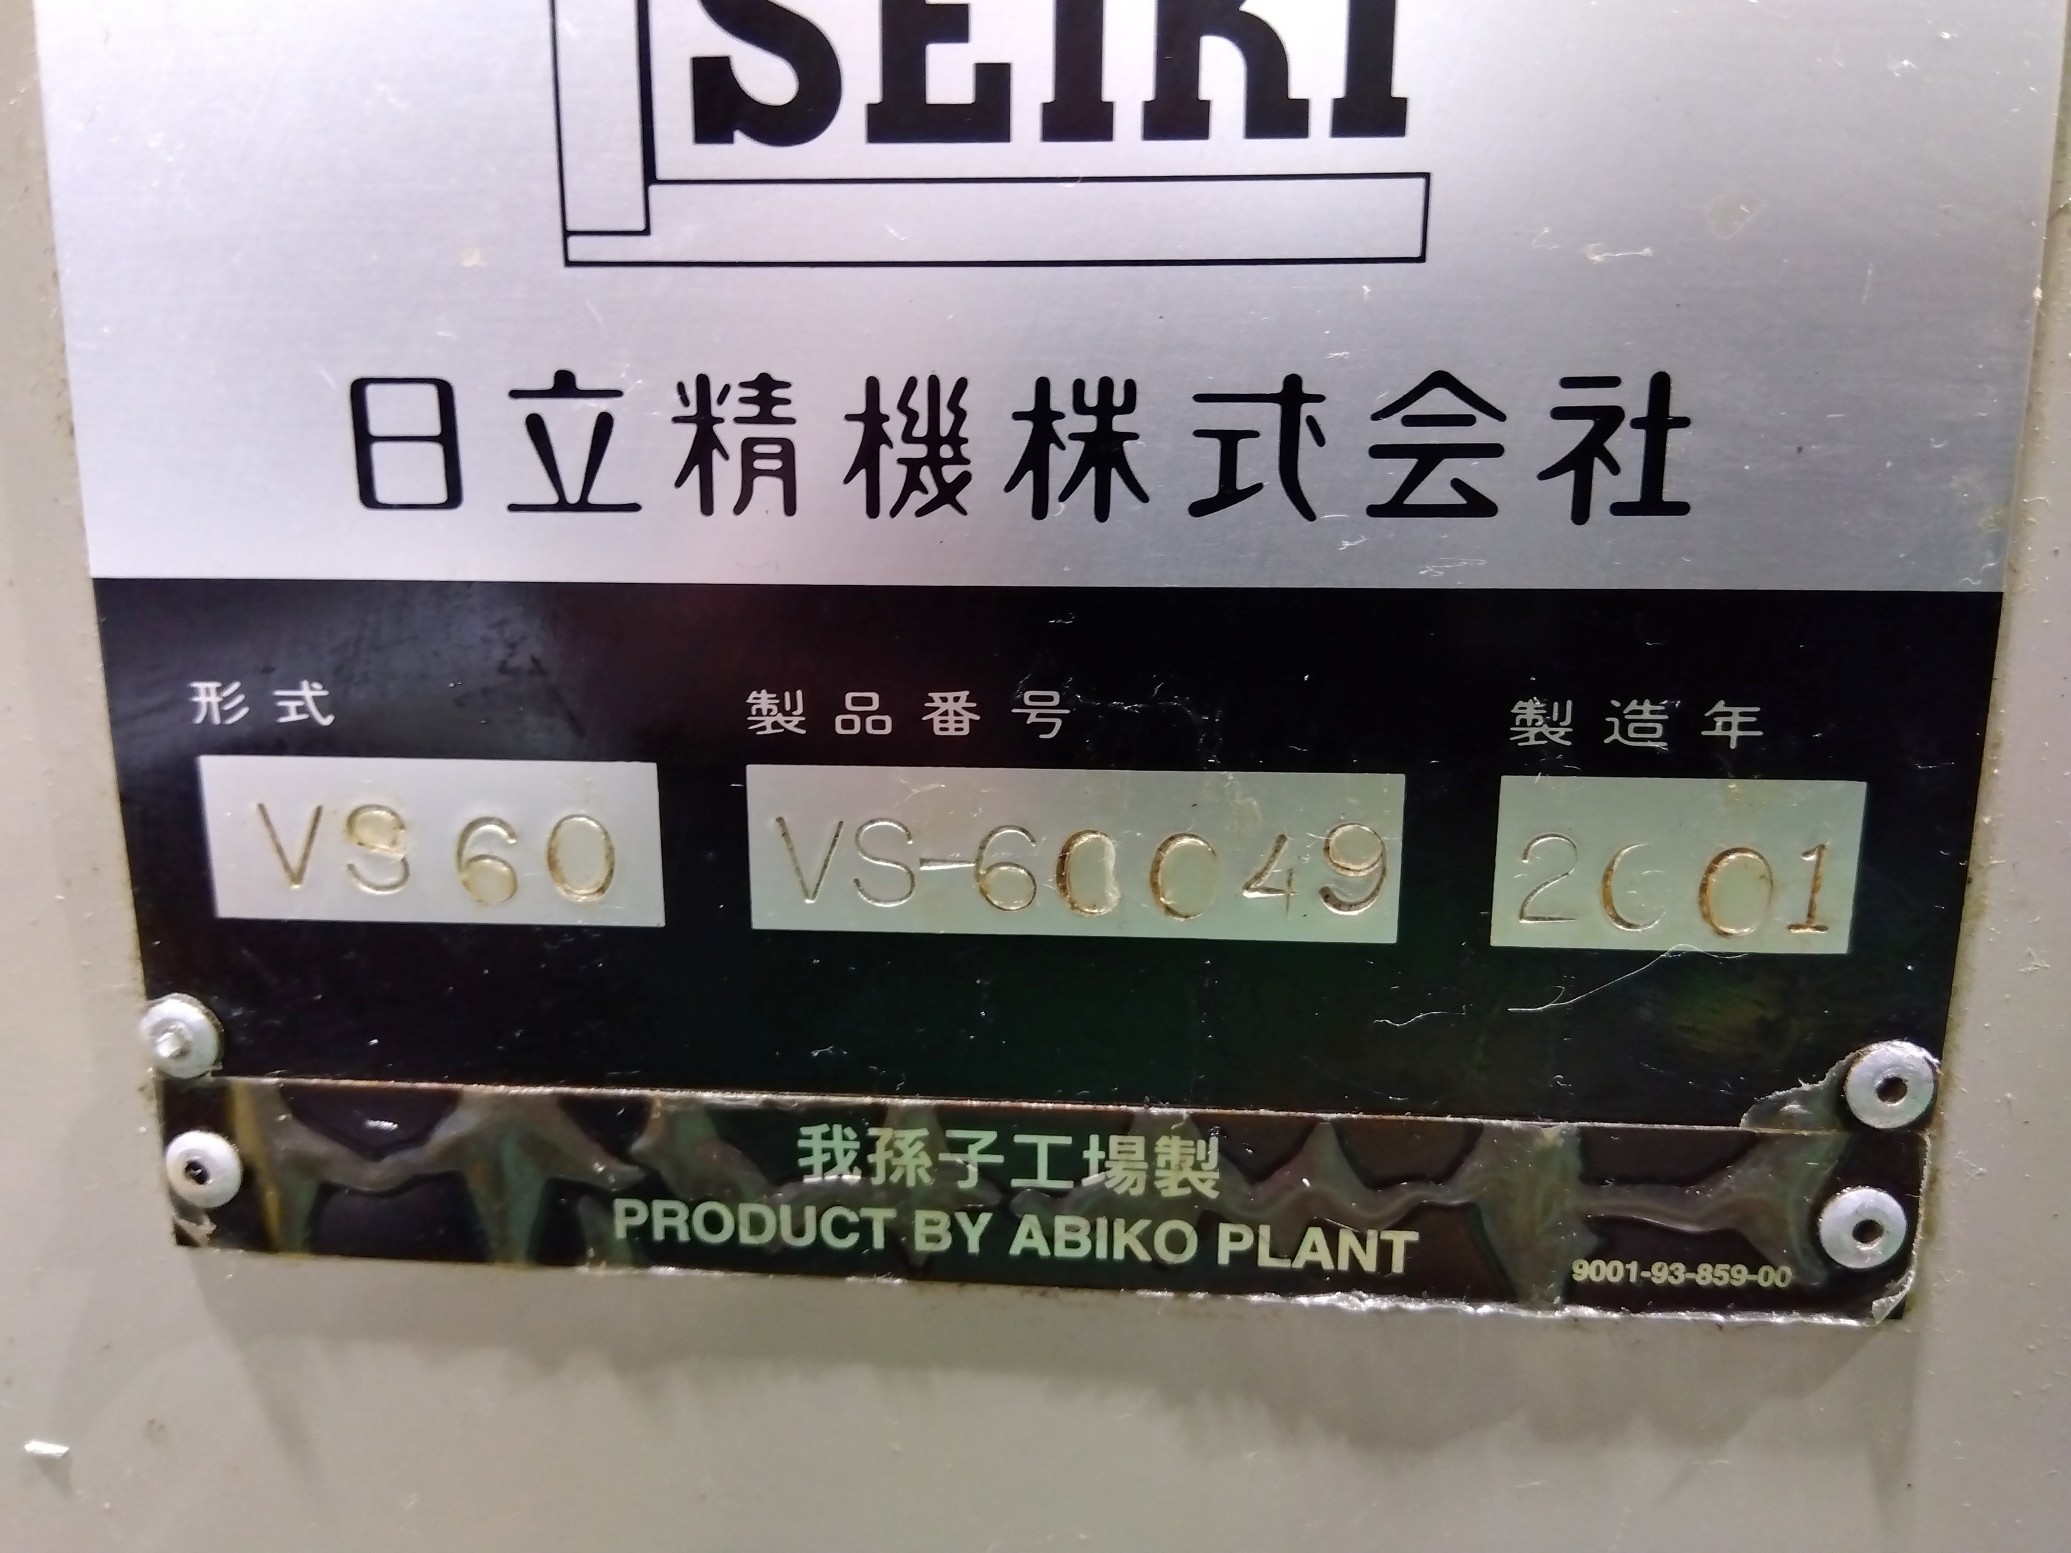 SEIKI
日立精機株式会社
形式 製品番号 製造年
VS60 VS-60049 2001
我孫子工場製
PRODUCT BY ABIKO PLANT
9001-93-859-00